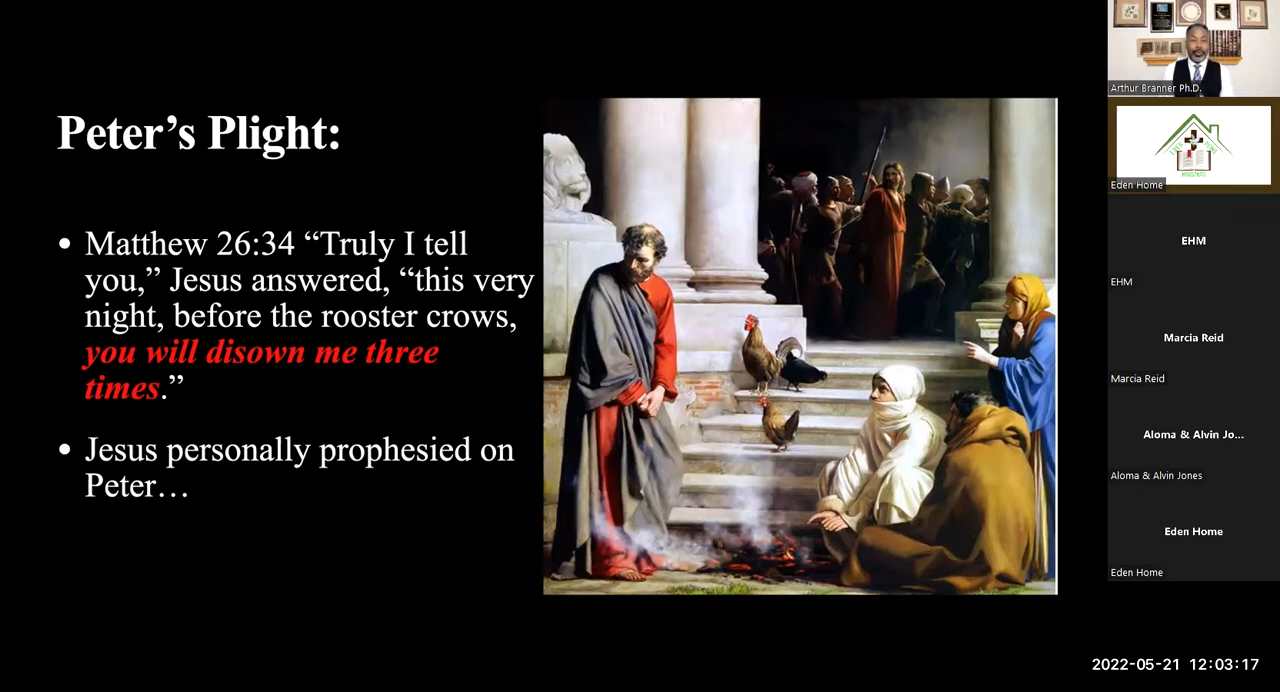 Peter’s Plight:
• Matthew 26:34 “Truly I tell
you,” Jesus answered, “this very
night, before the rooster crows,
you will disown me three
times.”
• Jesus personally prophesied on
Peter…
Arthur Branner Ph.D.
Eden Home
EHM
EHM
Marcia Reid
Marcia Reid
Aloma & Alvin Jo...
Aloma & Alvin Jones
Eden Home
Eden Home
2022-05-21 12:03:17